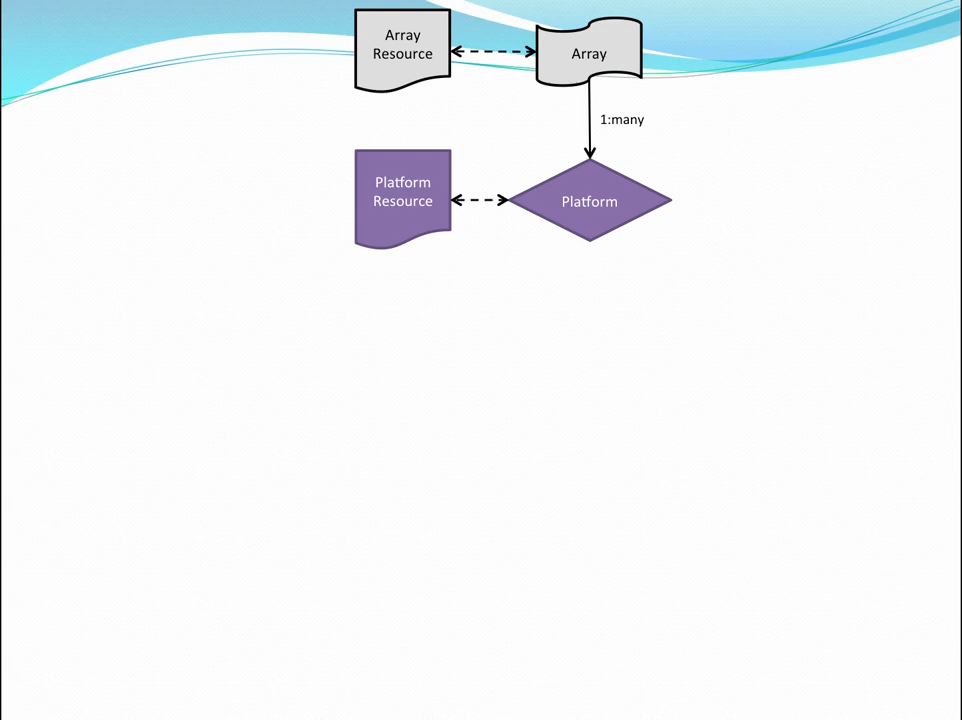 Array
Resource
Array
1:many
Platform
Resource
Platform